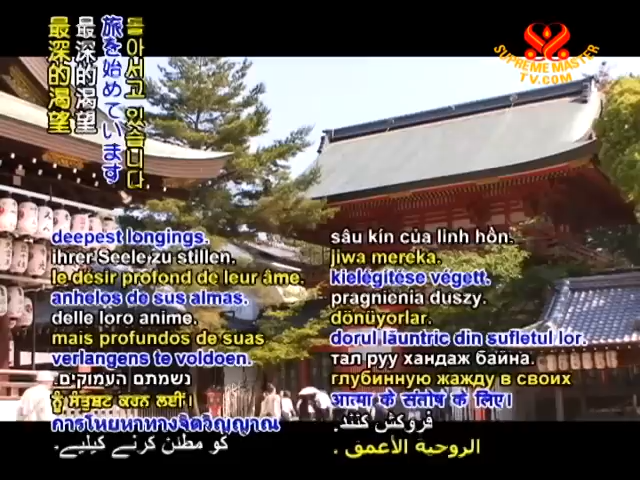 돌아서고 있습니다.
旅を始めています
最深的渴望
最深的渴望
SUPREME MASTER
TV.COM
deepest longings.
ihrer Seele zu stillen.
le désir profond de leur âme.
anhelos de sus almas.
delle loro anime.
mais profundos de suas
verlangens te voldoen.
נשמתם העמוקים.
ਨੂੰ ਸੰਤੁਸ਼ਟ ਕਰਨ ਲਈ।
การโหยหาทางจิตวิญญาณ
کو مطئن کرنے کیلیے۔
sâu kín của linh hồn.
jiwa mereka.
kielégítése végett.
pragnienia duszy.
dönüyorlar.
dorul lăuntric din sufletul lor.
тал руу хандаж байна.
глубинную жажду в своих
आत्मा के संतोष के लिए।
فروکش کنند.
الروحية الأعمق .